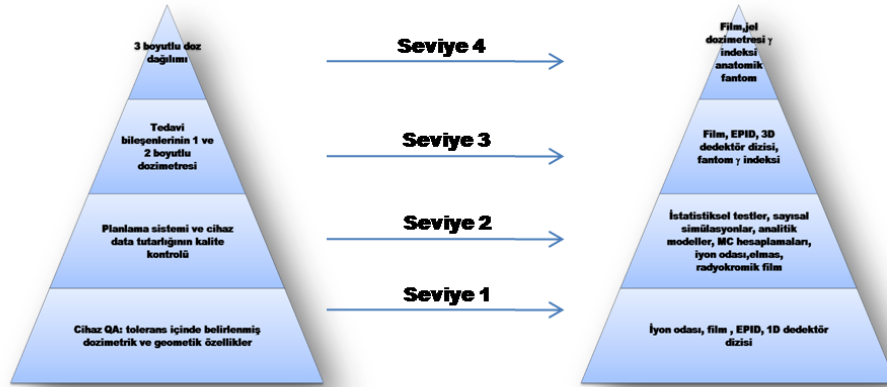 3 boyutlu doz
dağılımı
Tedavi
bileşenlerinin 1 ve
2 boyutlu
dozimetresi
Planlama sistemi ve cihaz
data tutarlığının kalite
kontrolü
Cihaz QA: tolerans içinde belirlenmiş
dozimetrik ve geometik özellikler
Seviye 4
Seviye 3
Seviye 2
Seviye 1
Film,jel
dozimetresi γ
indeksi
anatomik
fantom
Film, EPID, 3D
dedektör dizisi,
fantom γ indeksi
İstatistiksel testler, sayısal
simülasyonlar, analitik
modeller, MC hesaplamaları,
iyon odası,elmas,
radyokromik film
İyon odası, film , EPID, 1D dedektör
dizisi